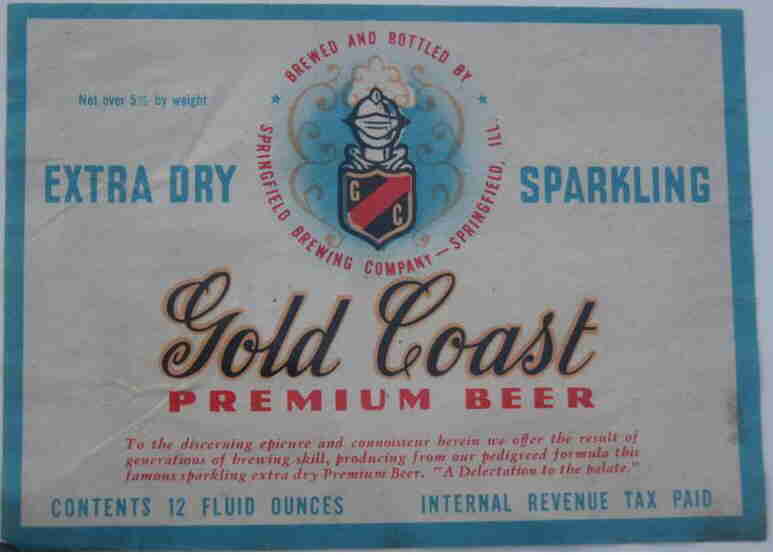 BREWED AND BOTTLED BY
SPRINGFIELD BREWING COMPANY — SPRINGFIELD, ILL.
Not over 5% by weight
EXTRA DRY
SPARKLING
G
C
Gold Coast
PREMIUM BEER
To the discerning epicure and connoisseur herein we offer the result of
generations of brewing skill, producing from our pedigreed formula this
famous sparkling extra dry Premium Beer. "A Delectation to the palate."
CONTENTS 12 FLUID OUNCES
INTERNAL REVENUE TAX PAID